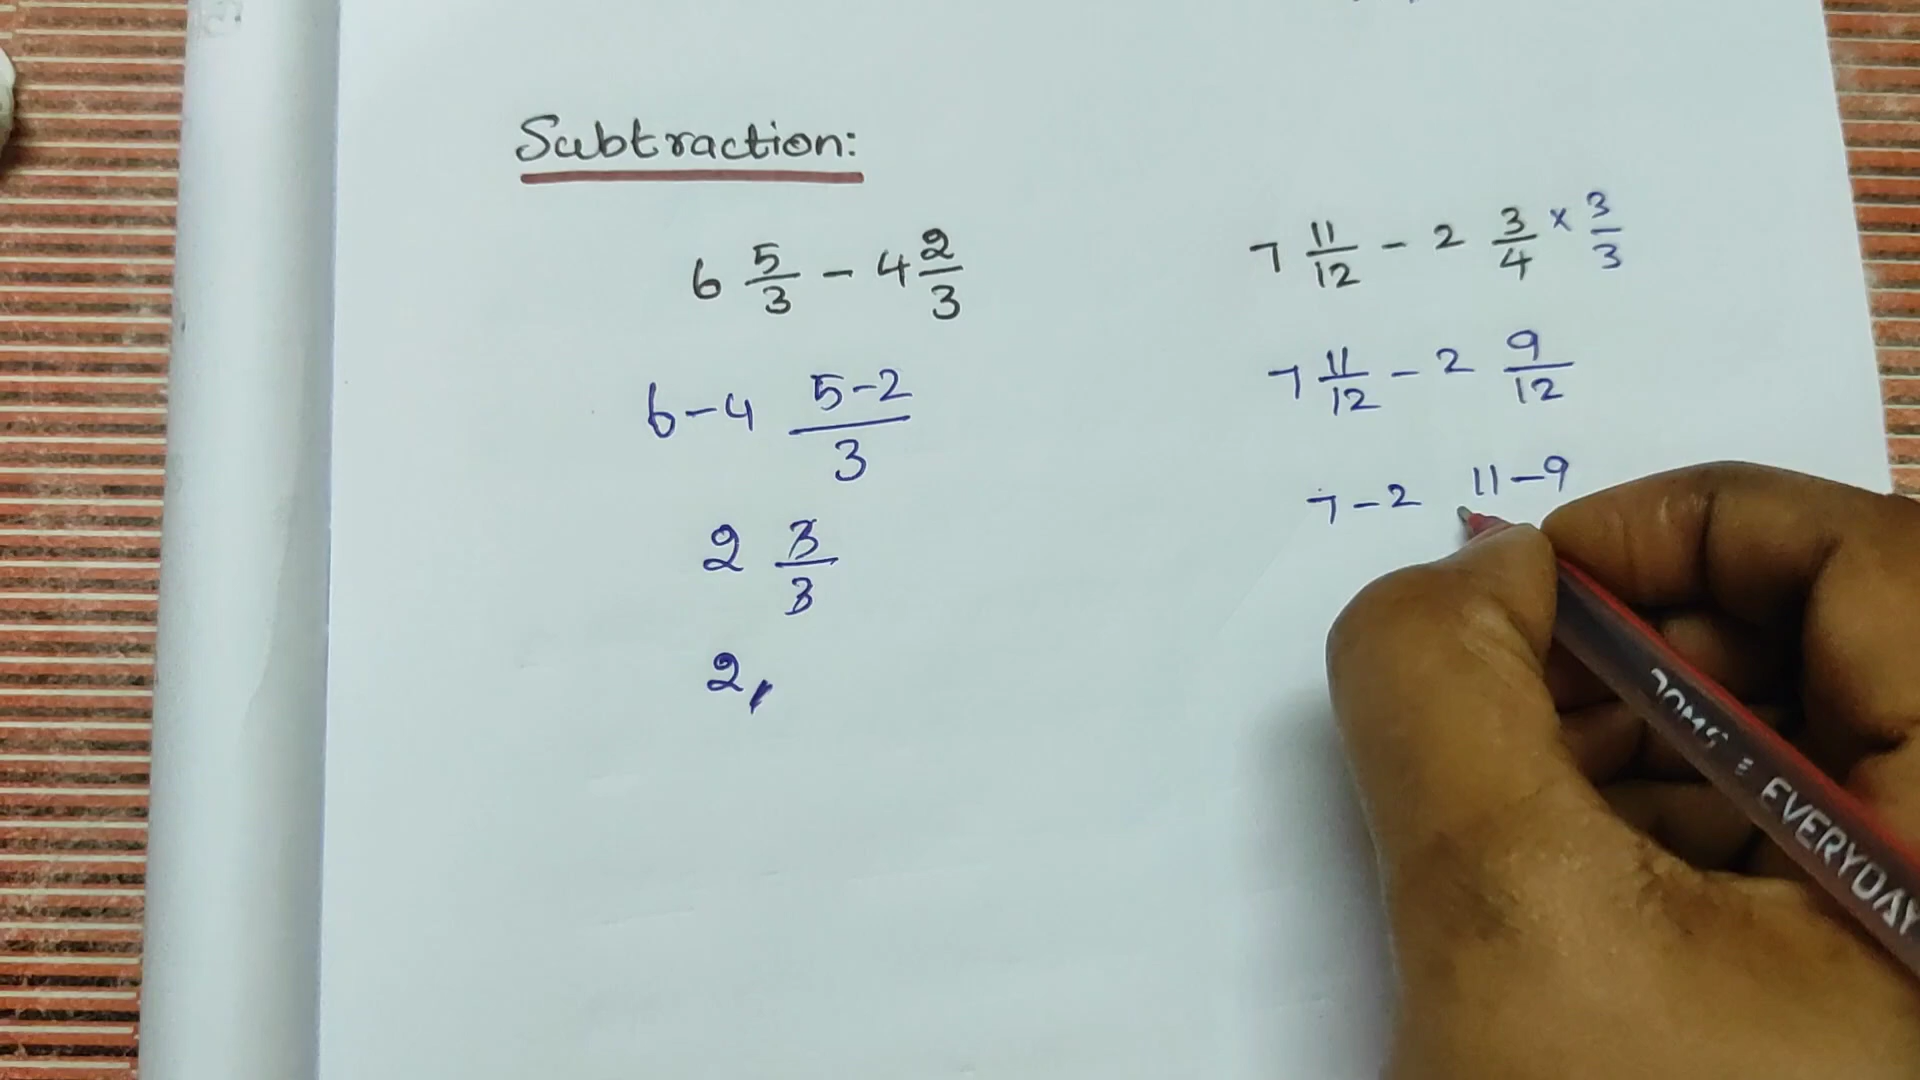 Subtraction:
6 5/3 - 4 2/3
6-4 5-2/3
2 3/3
2,
7 11/12 - 2 3/4 × 3/3
7 11/12 - 2 9/12
7-2 11-9
EVERYDAY